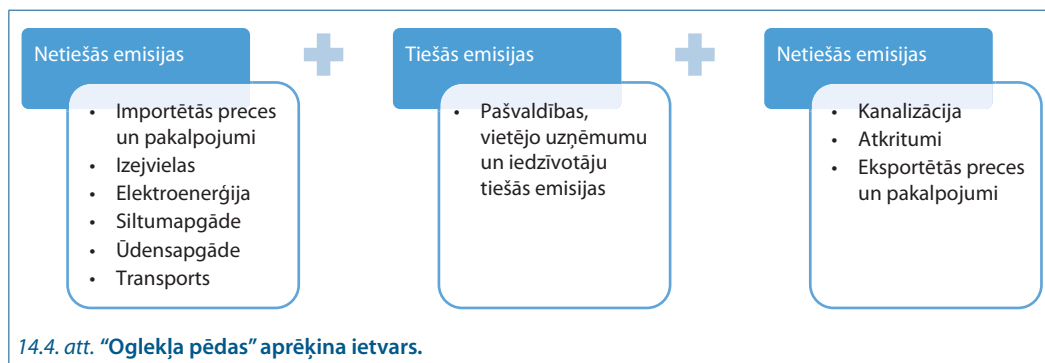 Netiešās emisijas
• Importētās preces
un pakalpojumi
• Izejvielas
• Elektroenerģija
• Siltumapgāde
• Ūdensapgāde
• Transports
Tiešās emisijas
• Pašvaldības,
vietējo uzņēmumu
un iedzīvotāju
tiešās emisijas
Netiešās emisijas
• Kanalizācija
• Atkritumi
• Eksportētās preces
un pakalpojumi
14.4. att. “Oglekļa pēdas” aprēķina ietvars.